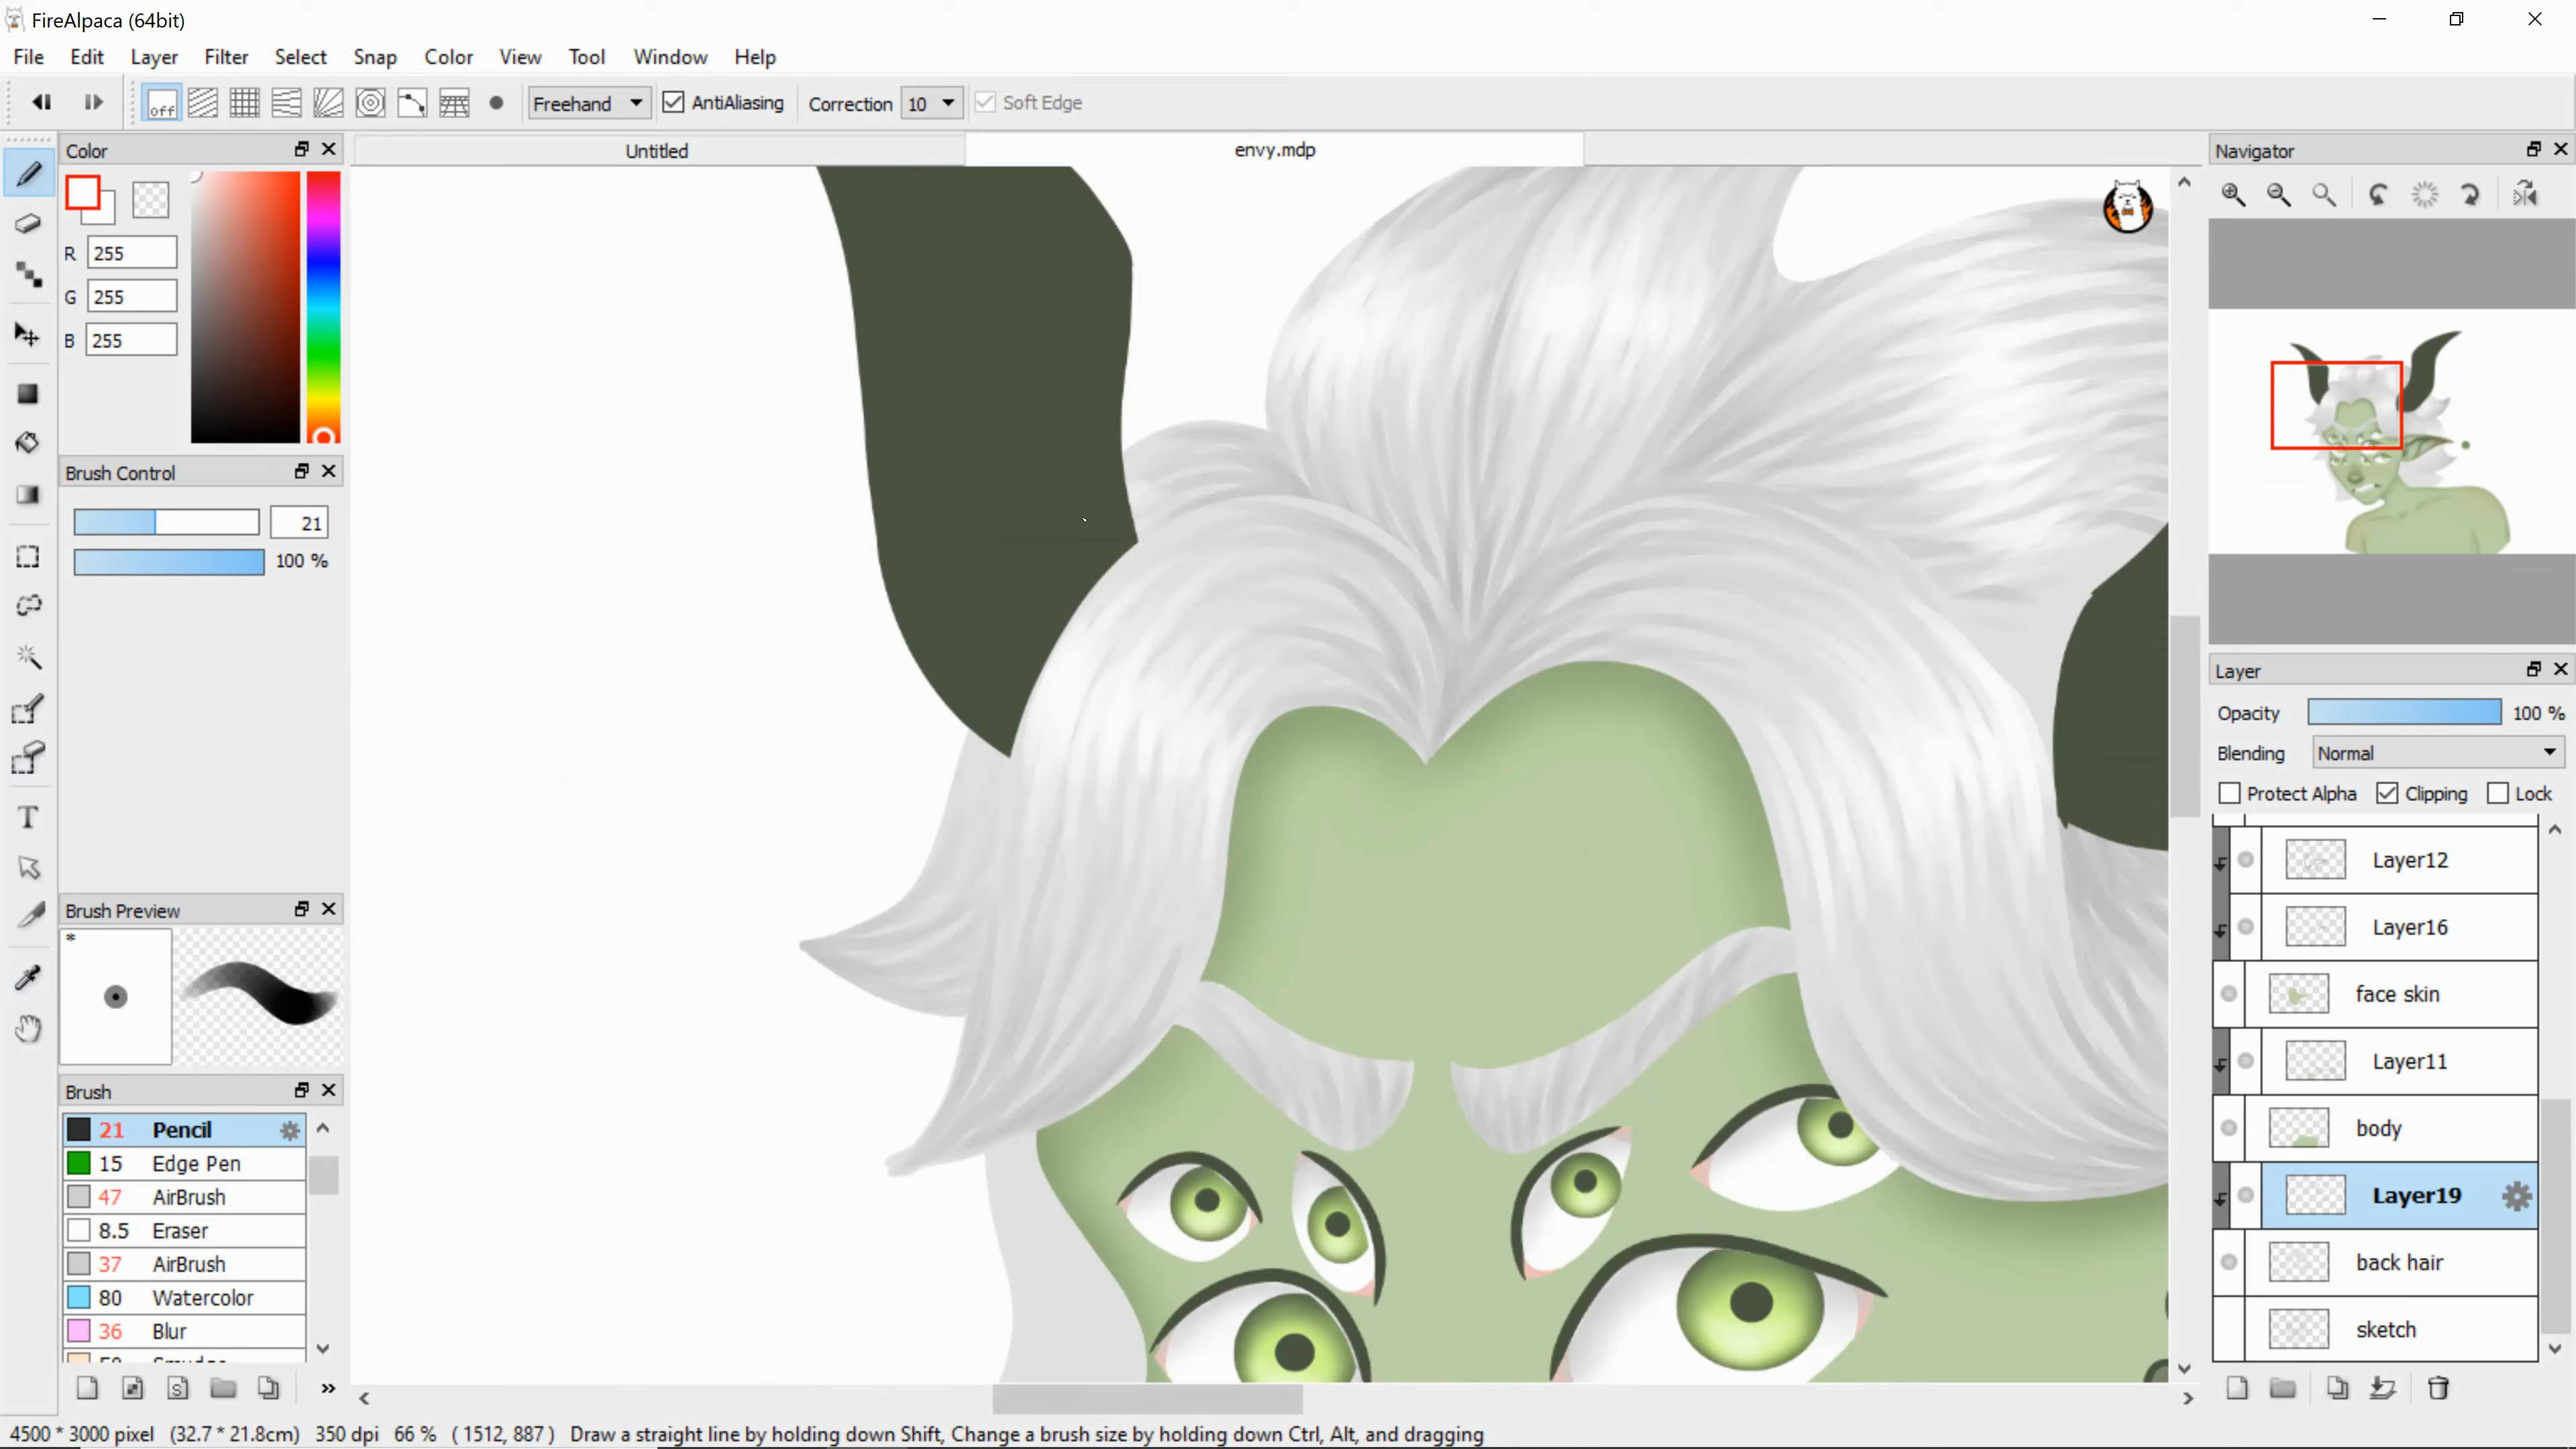 FireAlpaca (64bit)
File Edit Layer Filter Select Snap Color View Tool Window Help
off Freehand AntiAliasing Correction 10 Soft Edge
Color
R 255
G 255
B 255
Brush Control
21
100 %
Brush Preview
*
Brush
21 Pencil
15 Edge Pen
47 AirBrush
8.5 Eraser
37 AirBrush
80 Watercolor
36 Blur
Untitled
envy.mdp
Navigator
Layer
Opacity 100 %
Blending Normal
Protect Alpha Clipping Lock
Layer12
Layer16
face skin
Layer11
body
Layer19
back hair
sketch
T
S
4500 * 3000 pixel (32.7 * 21.8cm) 350 dpi 66 % ( 1512, 887 ) Draw a straight line by holding down Shift, Change a brush size by holding down Ctrl, Alt, and dragging